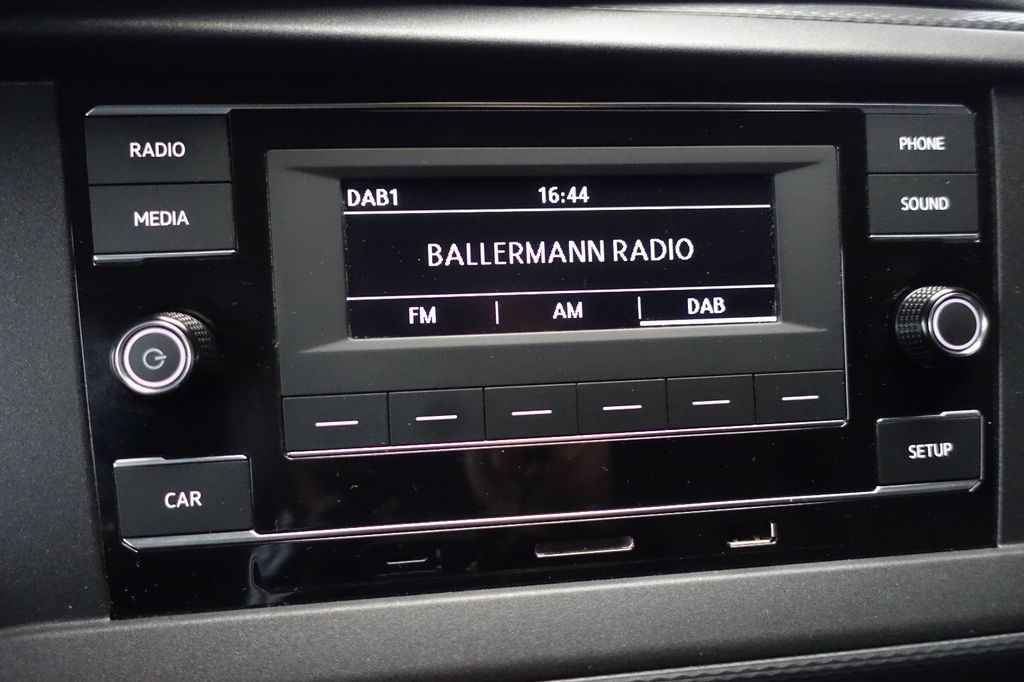 RADIO
MEDIA
DAB1 16:44
BALLERMANN RADIO
FM | AM | DAB
PHONE
SOUND
CAR
SETUP